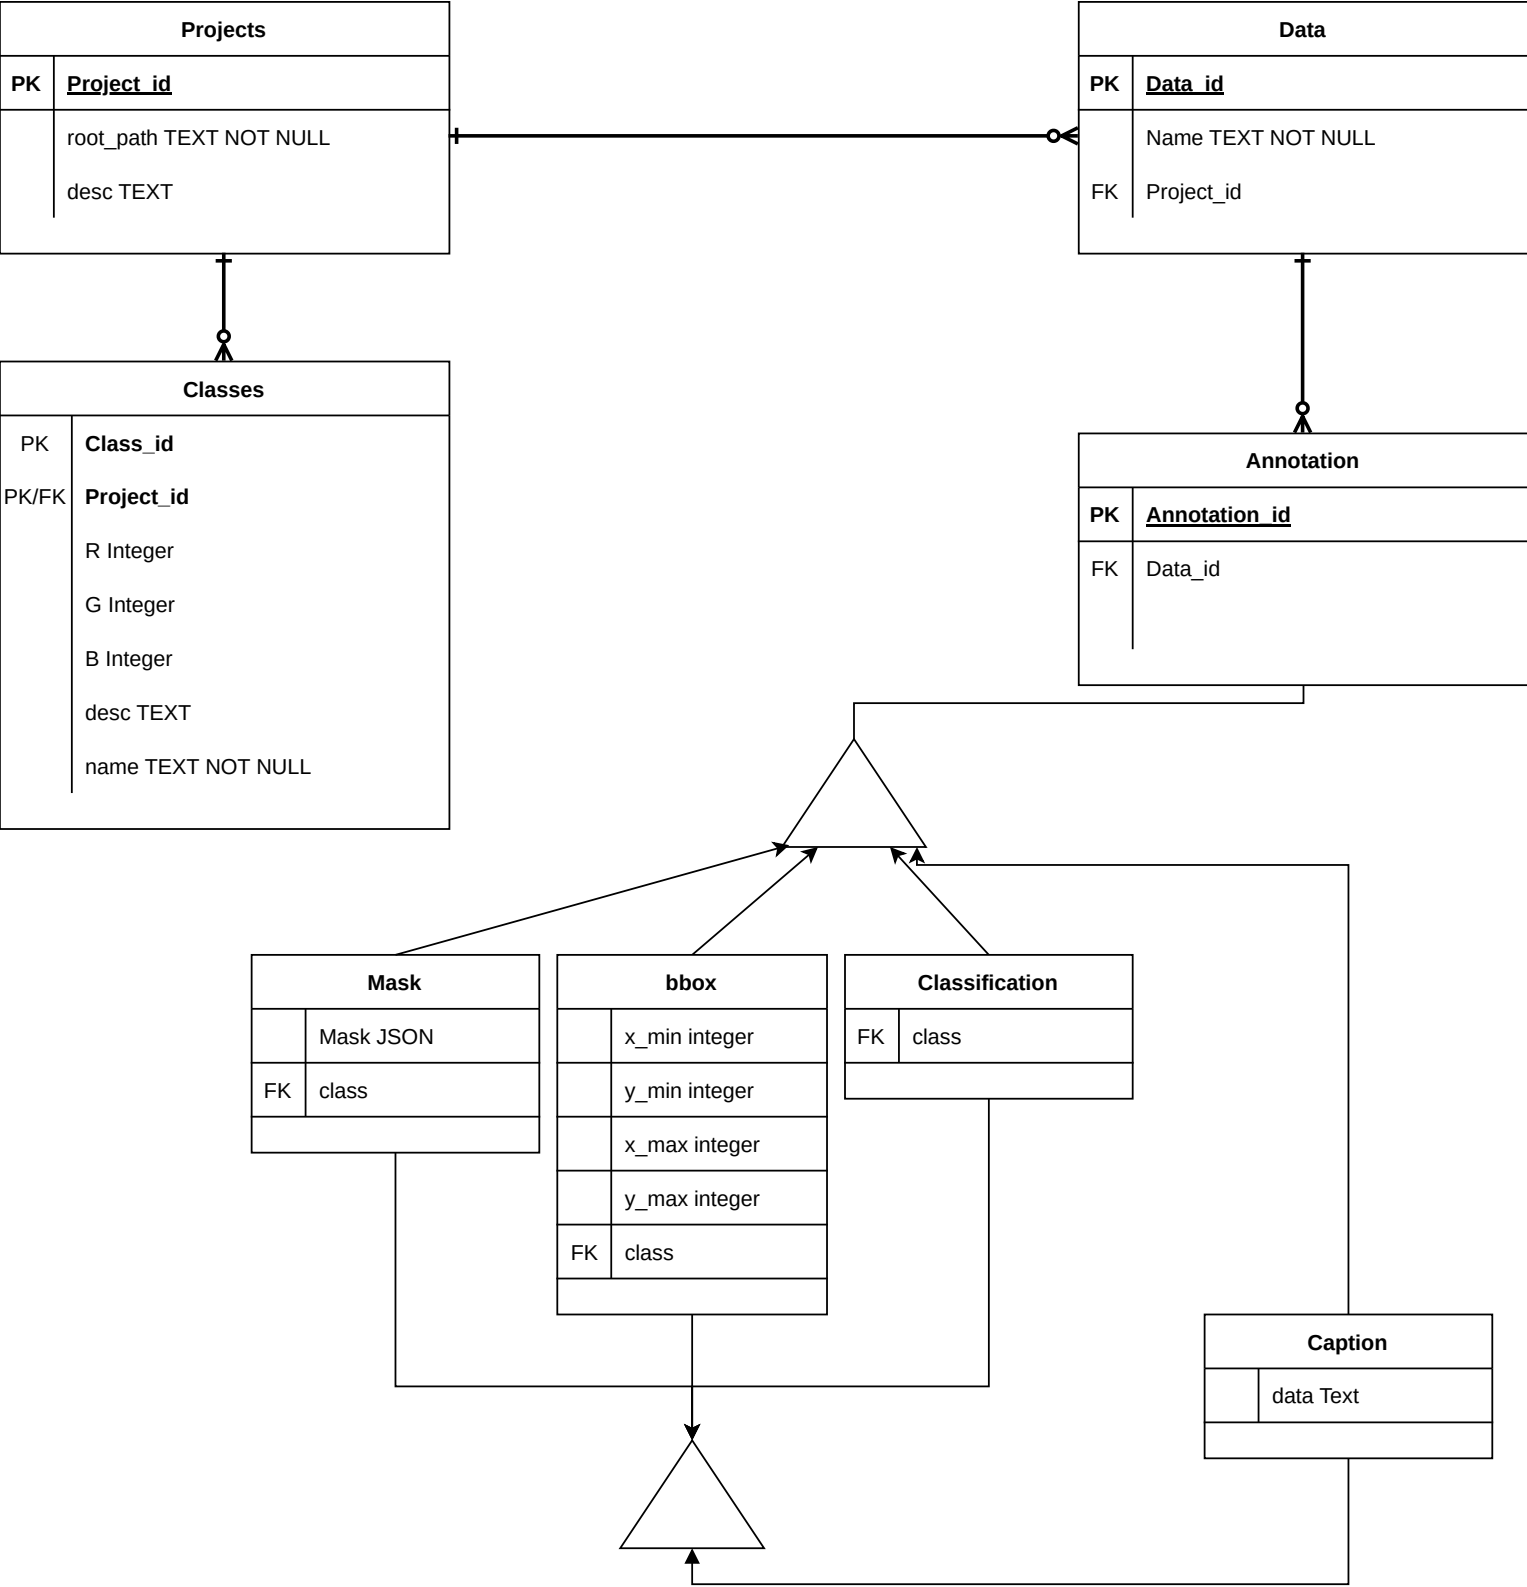 Projects
PK Project_id
root_path TEXT NOT NULL
desc TEXT
Data
PK Data_id
Name TEXT NOT NULL
FK Project_id
Classes
PK Class_id
PK/FK Project_id
R Integer
G Integer
B Integer
desc TEXT
name TEXT NOT NULL
Annotation
PK Annotation_id
FK Data_id
Mask
Mask JSON
FK class
bbox
x_min integer
y_min integer
x_max integer
y_max integer
FK class
Classification
FK class
Caption
data Text